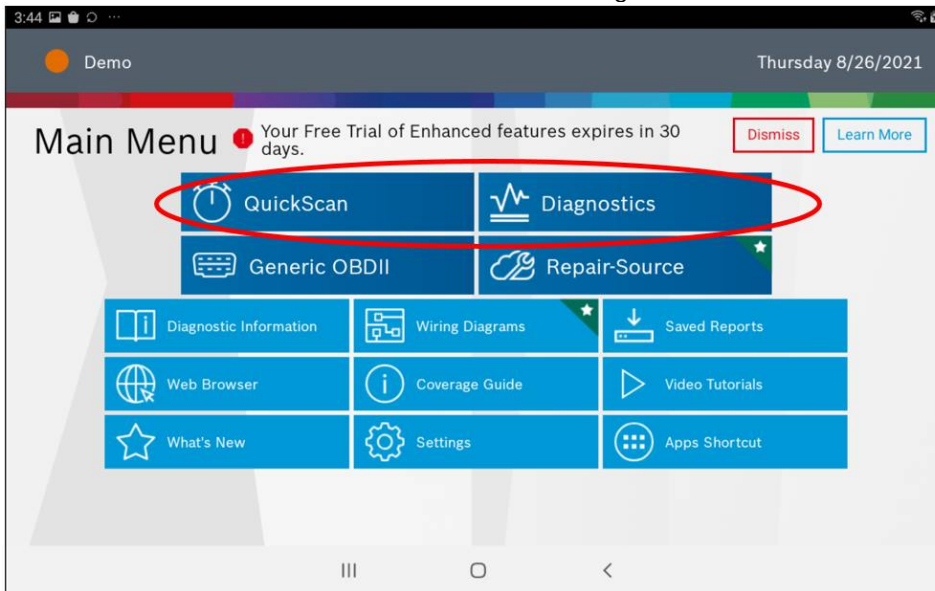 3:44
Demo
Thursday 8/26/2021
Main Menu
Your Free Trial of Enhanced features expires in 30
days.
Dismiss
Learn More
QuickScan
Diagnostics
Generic OBDII
Repair-Source
Diagnostic Information
Wiring Diagrams
Saved Reports
Web Browser
Coverage Guide
Video Tutorials
What's New
Settings
Apps Shortcut